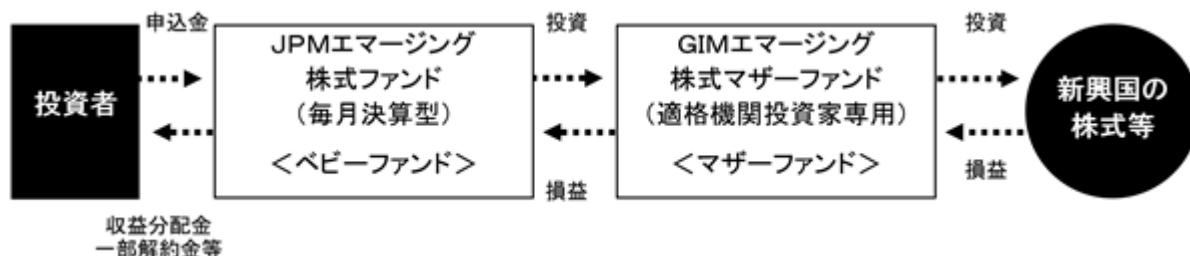 申込金
投資
投資
投資者
JPMエマージング
株式ファンド
（毎月決算型）
＜ベビーファンド＞
GIMエマージング
株式マザーファンド
（適格機関投資家専用）
＜マザーファンド＞
新興国の
株式等
損益
損益
収益分配金
一部解約金等